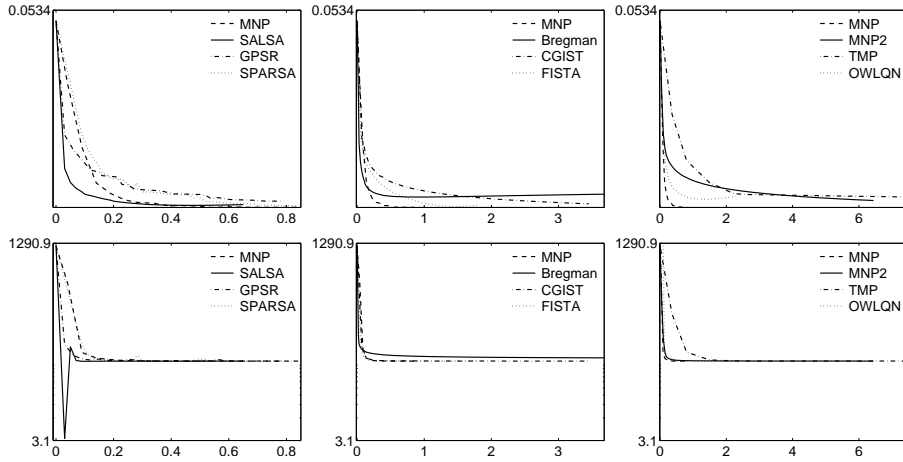 0.0534
MNP
SALSA
GPSR
SPARSA
0 0.2 0.4 0.6 0.8
0.0534
MNP
Bregman
CGIST
FISTA
0 1 2 3
0.0534
MNP
MNP2
TMP
OWLQN
0 2 4 6
1290.9
MNP
SALSA
GPSR
SPARSA
3.1
0 0.2 0.4 0.6 0.8
1290.9
MNP
Bregman
CGIST
FISTA
3.1
0 1 2 3
1290.9
MNP
MNP2
TMP
OWLQN
3.1
0 2 4 6